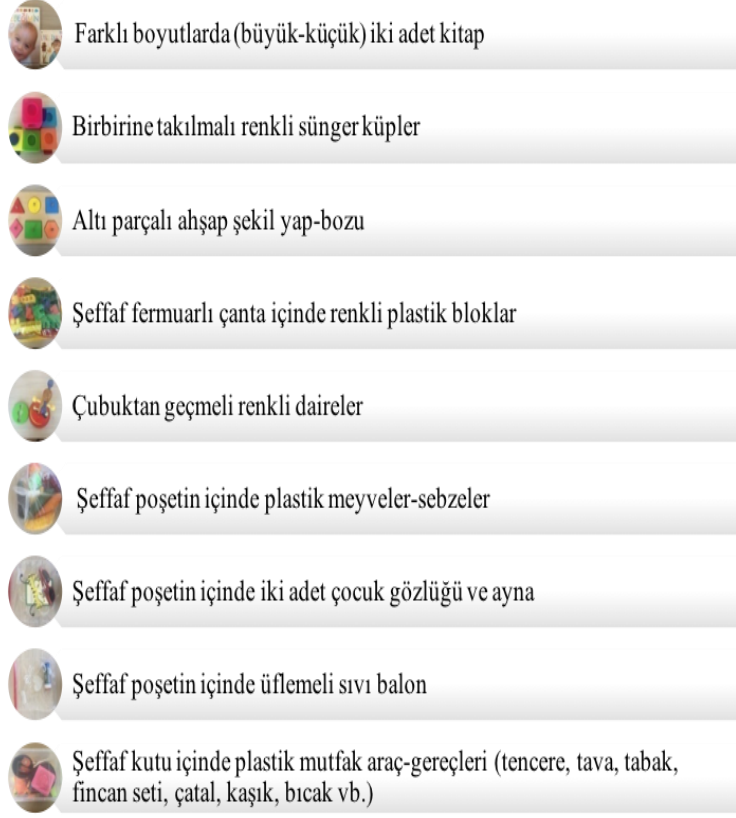 Farklı boyutlarda (büyük-küçük) iki adet kitap
Birbirine takılmalı renkli sünger küpler
Altı parçalı ahşap şekil yap-bozu
Şeffaf fermuarlı çanta içinde renkli plastik bloklar
Çubuktan geçmeli renkli daireler
Şeffaf poşetin içinde plastik meyveler-sebzeler
Şeffaf poşetin içinde iki adet çocuk gözlüğü ve ayna
Şeffaf poşetin içinde üflemeli sıvı balon
Şeffaf kutu içinde plastik mutfak araç-gereçleri (tencere, tava, tabak,
fincan seti, çatal, kaşık, bıcak vb.)